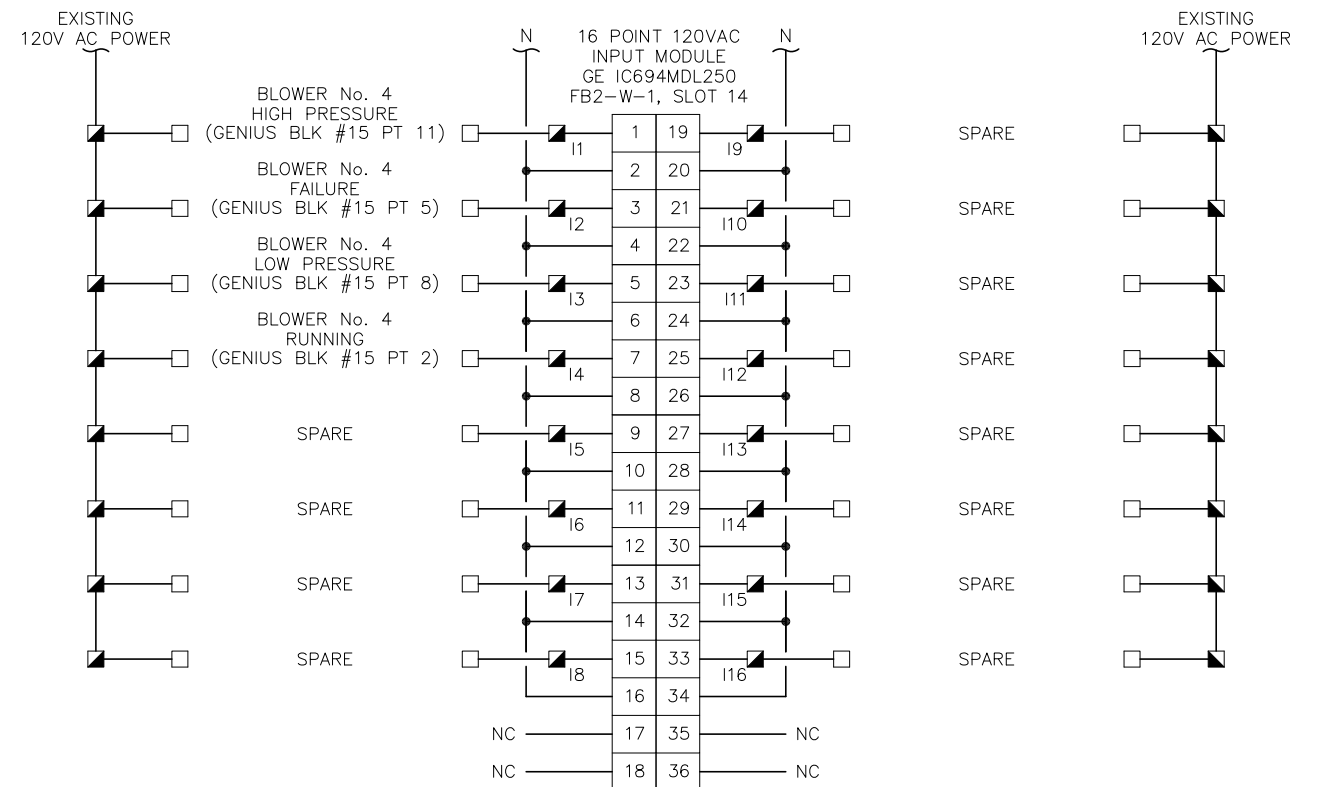 EXISTING
120V AC POWER
N
16 POINT 120VAC
INPUT MODULE
GE IC694MDL250
FB2-W-1, SLOT 14
N
EXISTING
120V AC POWER
BLOWER No. 4
HIGH PRESSURE
(GENIUS BLK #15 PT 11)
I1
1 19
I9
SPARE
2 20
BLOWER No. 4
FAILURE
(GENIUS BLK #15 PT 5)
I2
3 21
I10
SPARE
4 22
BLOWER No. 4
LOW PRESSURE
(GENIUS BLK #15 PT 8)
I3
5 23
I11
SPARE
6 24
BLOWER No. 4
RUNNING
(GENIUS BLK #15 PT 2)
I4
7 25
I12
SPARE
8 26
SPARE
I5
9 27
I13
SPARE
10 28
SPARE
I6
11 29
I14
SPARE
12 30
SPARE
I7
13 31
I15
SPARE
14 32
SPARE
I8
15 33
I16
SPARE
16 34
NC 17 35 NC
NC 18 36 NC